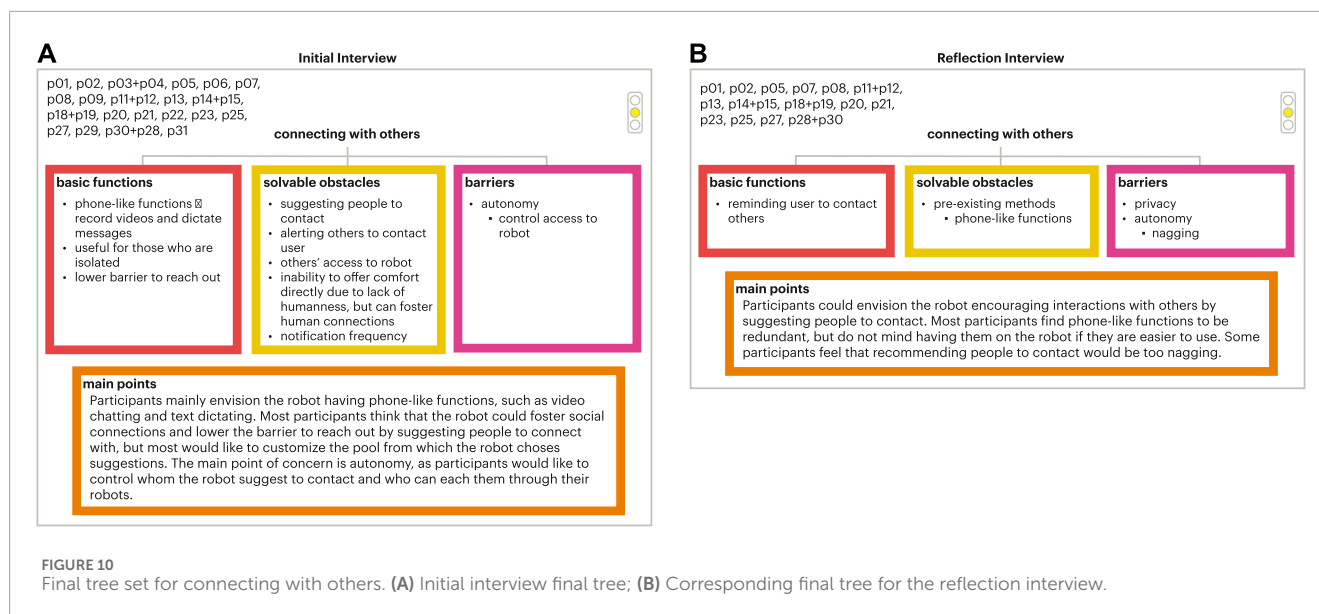 A
Initial Interview
p01, p02, p03+p04, p05, p06, p07,
p08, p09, p11+p12, p13, p14+p15,
p18+p19, p20, p21, p22, p23, p25,
p27, p29, p30+p28, p31
connecting with others
basic functions
• phone-like functions
record videos and dictate
messages
• useful for those who are
isolated
• lower barrier to reach out
solvable obstacles
• suggesting people to
contact
• alerting others to contact
user
• others' access to robot
• inability to offer comfort
directly due to lack of
humanness, but can foster
human connections
• notification frequency
barriers
• autonomy
▪ control access to
robot
main points
Participants mainly envision the robot having phone-like functions, such as video
chatting and text dictating. Most participants think that the robot could foster social
connections and lower the barrier to reach out by suggesting people to connect
with, but most would like to customize the pool from which the robot choses
suggestions. The main point of concern is autonomy, as participants would like to
control whom the robot suggest to contact and who can each them through their
robots.
B
Reflection Interview
p01, p02, p05, p07, p08, p11+p12,
p13, p14+p15, p18+p19, p20, p21,
p23, p25, p27, p28+p30
connecting with others
basic functions
• reminding user to contact
others
solvable obstacles
• pre-existing methods
▪ phone-like functions
barriers
• privacy
• autonomy
▪ nagging
main points
Participants could envision the robot encouraging interactions with others by
suggesting people to contact. Most participants find phone-like functions to be
redundant, but do not mind having them on the robot if they are easier to use. Some
participants feel that recommending people to contact would be too nagging.
FIGURE 10
Final tree set for connecting with others. (A) Initial interview final tree; (B) Corresponding final tree for the reflection interview.